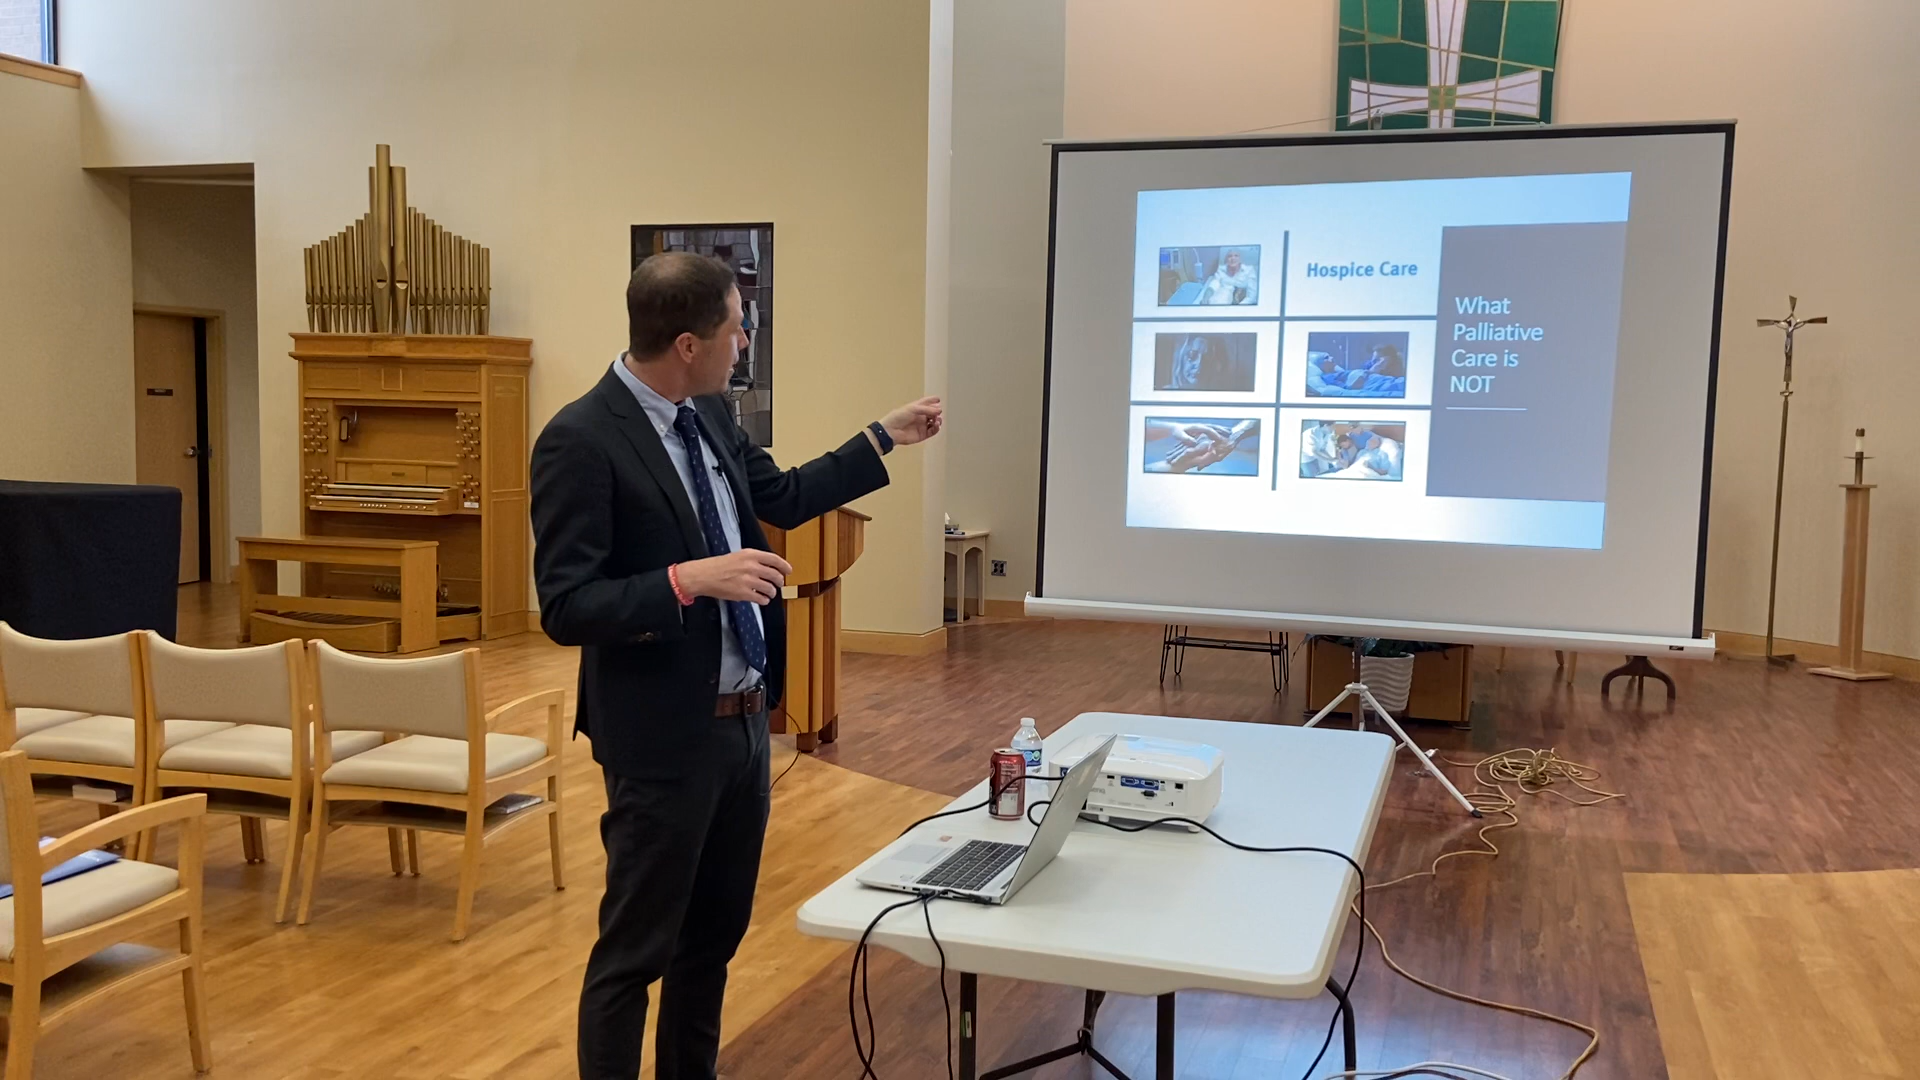 Hospice Care
What
Palliative
Care is
NOT